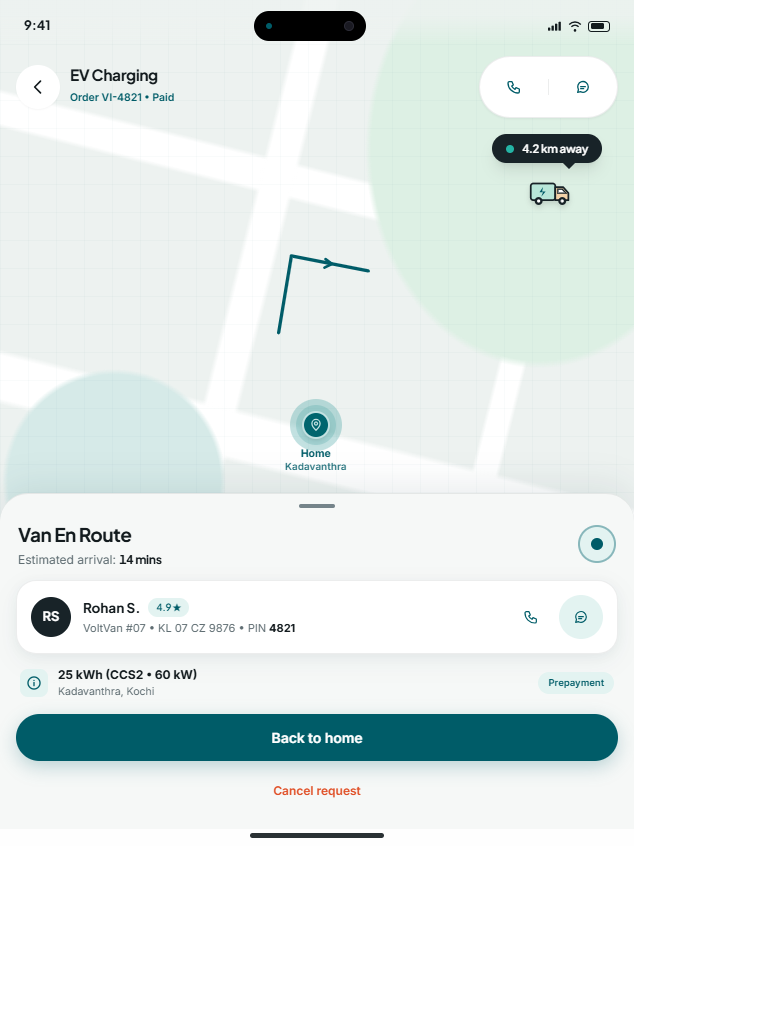 9:41
EV Charging
Order VI-4821 • Paid
4.2 km away
Home
Kadavanthra
Van En Route
Estimated arrival: 14 mins
RS
Rohan S.
4.9★
VoltVan #07 • KL 07 CZ 9876 • PIN 4821
25 kWh (CCS2 • 60 kW)
Kadavanthra, Kochi
Prepayment
Back to home
Cancel request